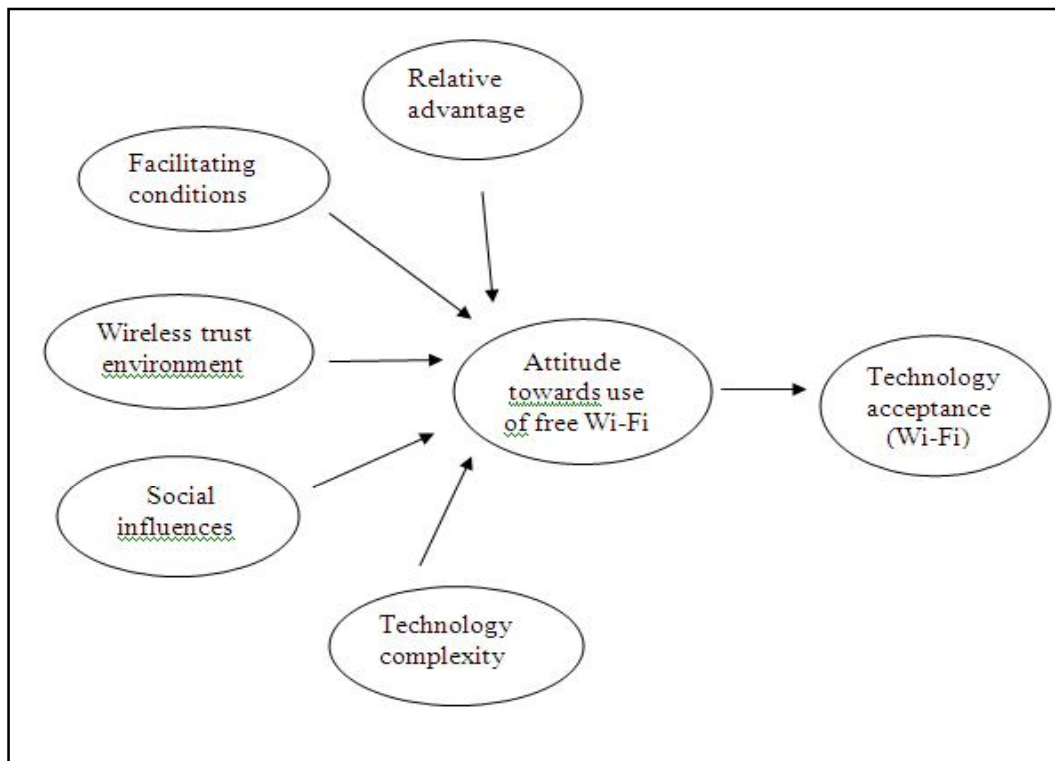 Relative
advantage
Facilitating
conditions
Wireless trust
environment
Attitude
towards use
of free Wi-Fi
Technology
acceptance
(Wi-Fi)
Social
influences
Technology
complexity